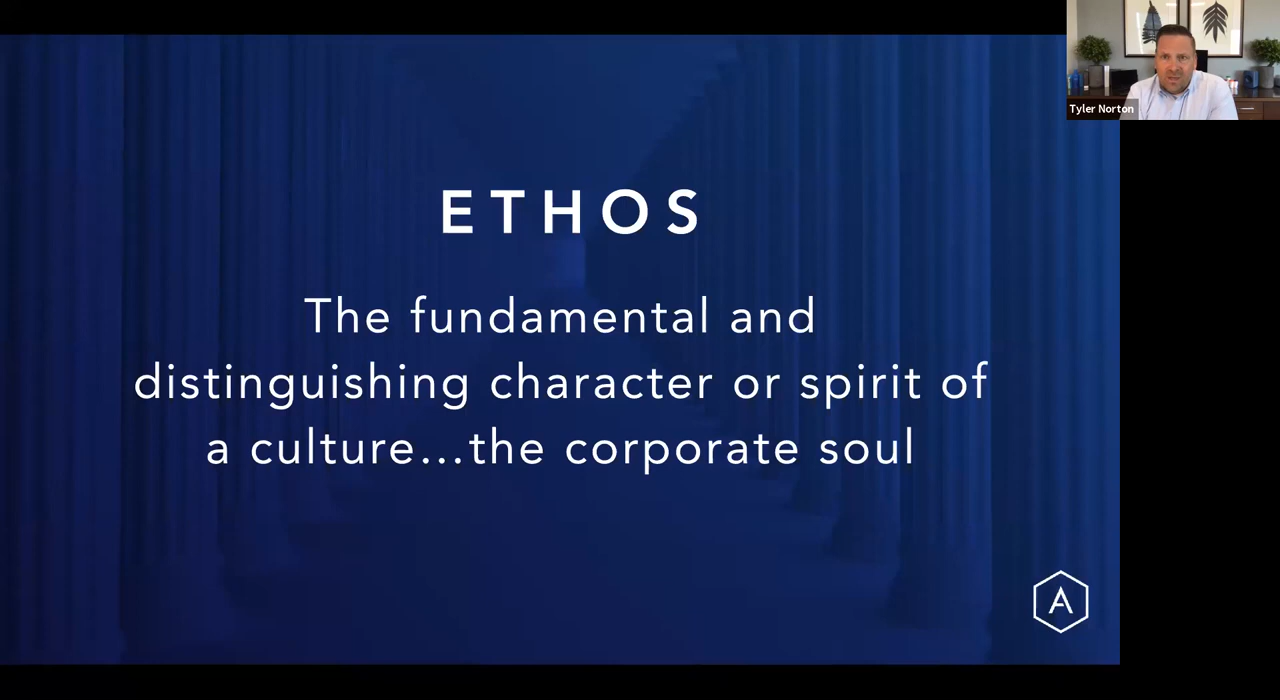 Tyler Norton
ETHOS
The fundamental and
distinguishing character or spirit of
a culture...the corporate soul
A